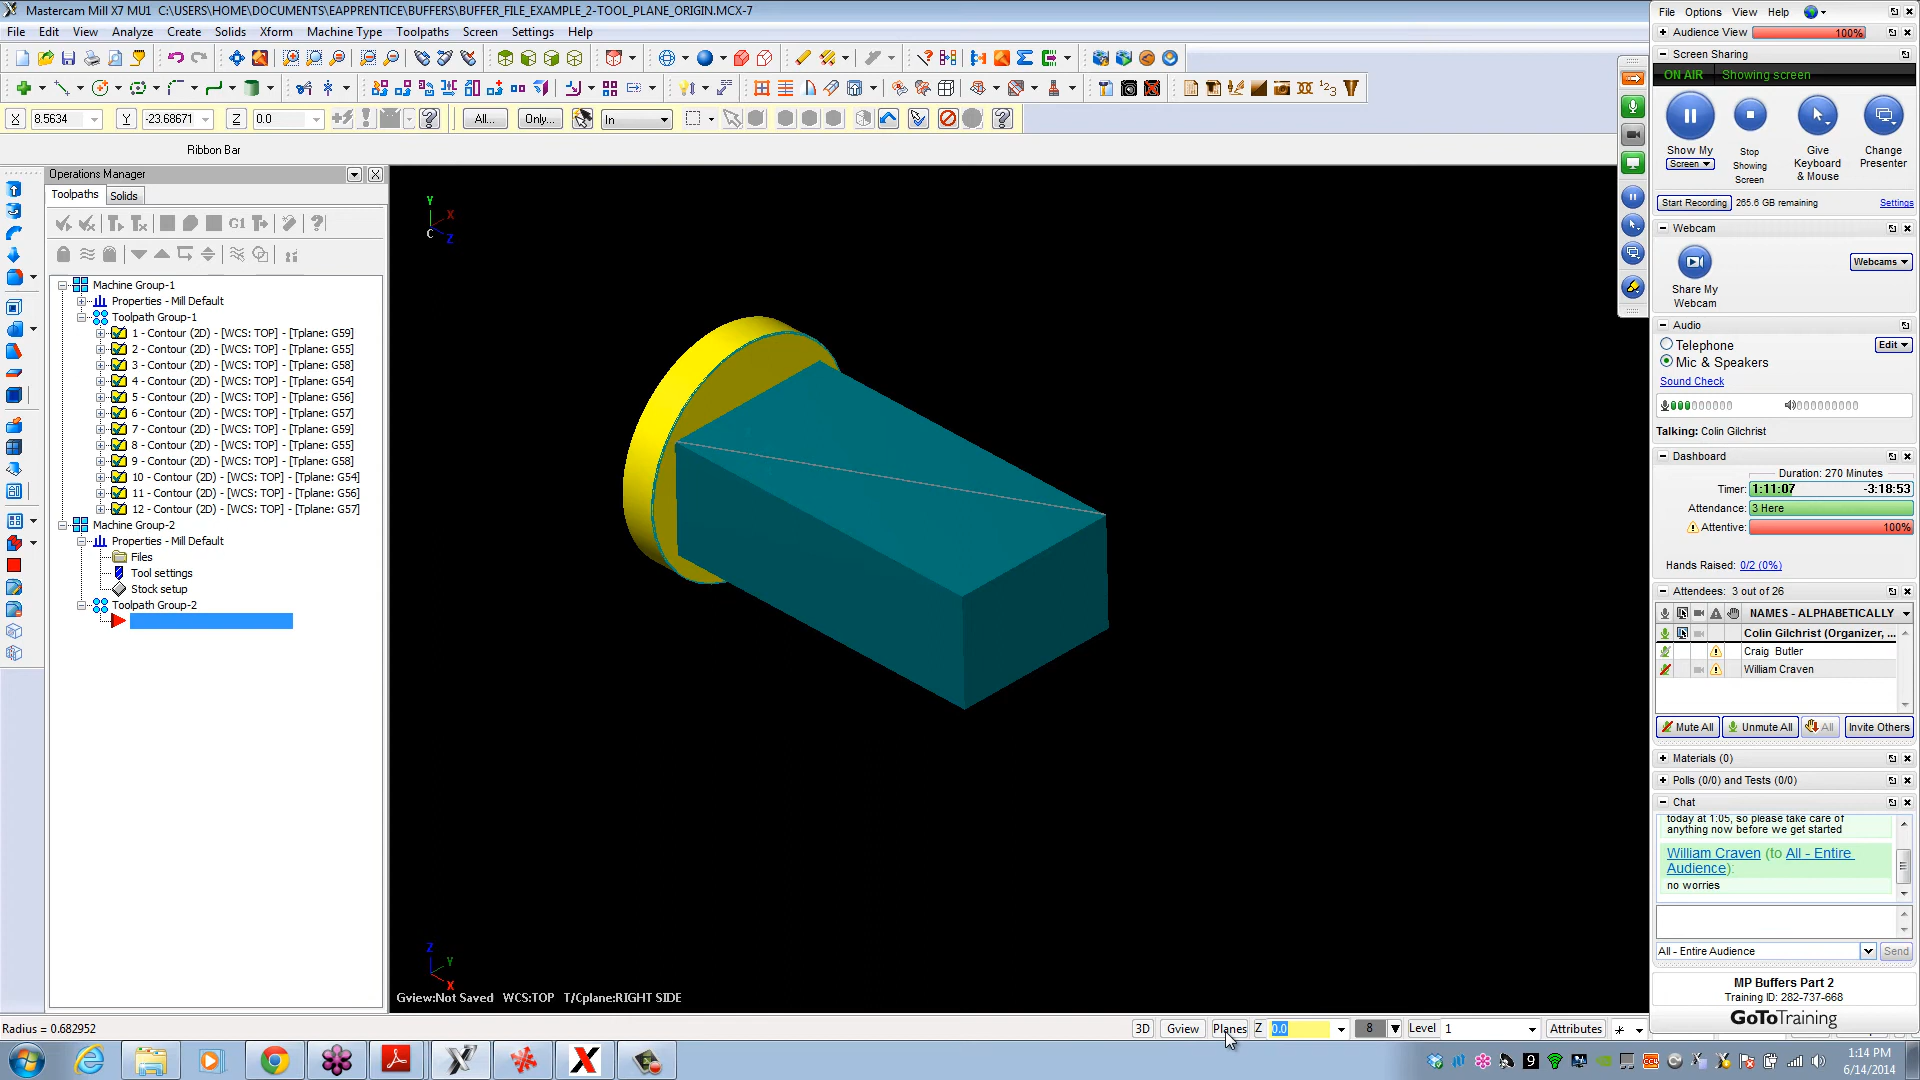 Mastercam Mill X7 MU1 C:\USERS\HOME\DOCUMENTS\EAPPRENTICE\BUFFERS\BUFFER_FILE_EXAMPLE_2-TOOL_PLANE_ORIGIN.MCX-7
File Edit View Analyze Create Solids Xform Machine Type Toolpaths Screen Settings Help
X 8.5634 Y -23.68671 Z 0.0 All... Only... In
Ribbon Bar
Operations Manager
Toolpaths Solids
G1
Machine Group-1
Properties - Mill Default
Toolpath Group-1
1 - Contour (2D) - [WCS: TOP] - [Tplane: G59]
2 - Contour (2D) - [WCS: TOP] - [Tplane: G55]
3 - Contour (2D) - [WCS: TOP] - [Tplane: G58]
4 - Contour (2D) - [WCS: TOP] - [Tplane: G54]
5 - Contour (2D) - [WCS: TOP] - [Tplane: G56]
6 - Contour (2D) - [WCS: TOP] - [Tplane: G57]
7 - Contour (2D) - [WCS: TOP] - [Tplane: G59]
8 - Contour (2D) - [WCS: TOP] - [Tplane: G55]
9 - Contour (2D) - [WCS: TOP] - [Tplane: G58]
10 - Contour (2D) - [WCS: TOP] - [Tplane: G54]
11 - Contour (2D) - [WCS: TOP] - [Tplane: G56]
12 - Contour (2D) - [WCS: TOP] - [Tplane: G57]
Machine Group-2
Properties - Mill Default
Files
Tool settings
Stock setup
Toolpath Group-2
Y
X
C
Z
Z
Y
X
Gview:Not Saved WCS:TOP T/Cplane:RIGHT SIDE
Radius = 0.682952
3D Gview Planes Z 0.0 8 Level 1 Attributes
File Options View Help
Audience View 100%
Screen Sharing
ON AIR Showing screen
Show My
Screen
Stop
Showing
Screen
Give
Keyboard
& Mouse
Change
Presenter
Start Recording 265.6 GB remaining Settings
Webcam
Webcams
Share My
Webcam
Audio
Telephone Edit
Mic & Speakers
Sound Check
Talking: Colin Gilchrist
Dashboard
Duration: 270 Minutes
Timer: 1:11:07 -3:18:53
Attendance: 3 Here
Attentive: 100%
Hands Raised: 0/2 (0%)
Attendees: 3 out of 26
NAMES - ALPHABETICALLY
Colin Gilchrist (Organizer, ...
Craig Butler
William Craven
Mute All Unmute All All Invite Others
Materials (0)
Polls (0/0) and Tests (0/0)
Chat
today at 1:05, so please take care of
anything now before we get started
William Craven (to All - Entire
Audience):
no worries
All - Entire Audience Send
MP Buffers Part 2
Training ID: 282-737-668
GoToTraining
1:14 PM
6/14/2014